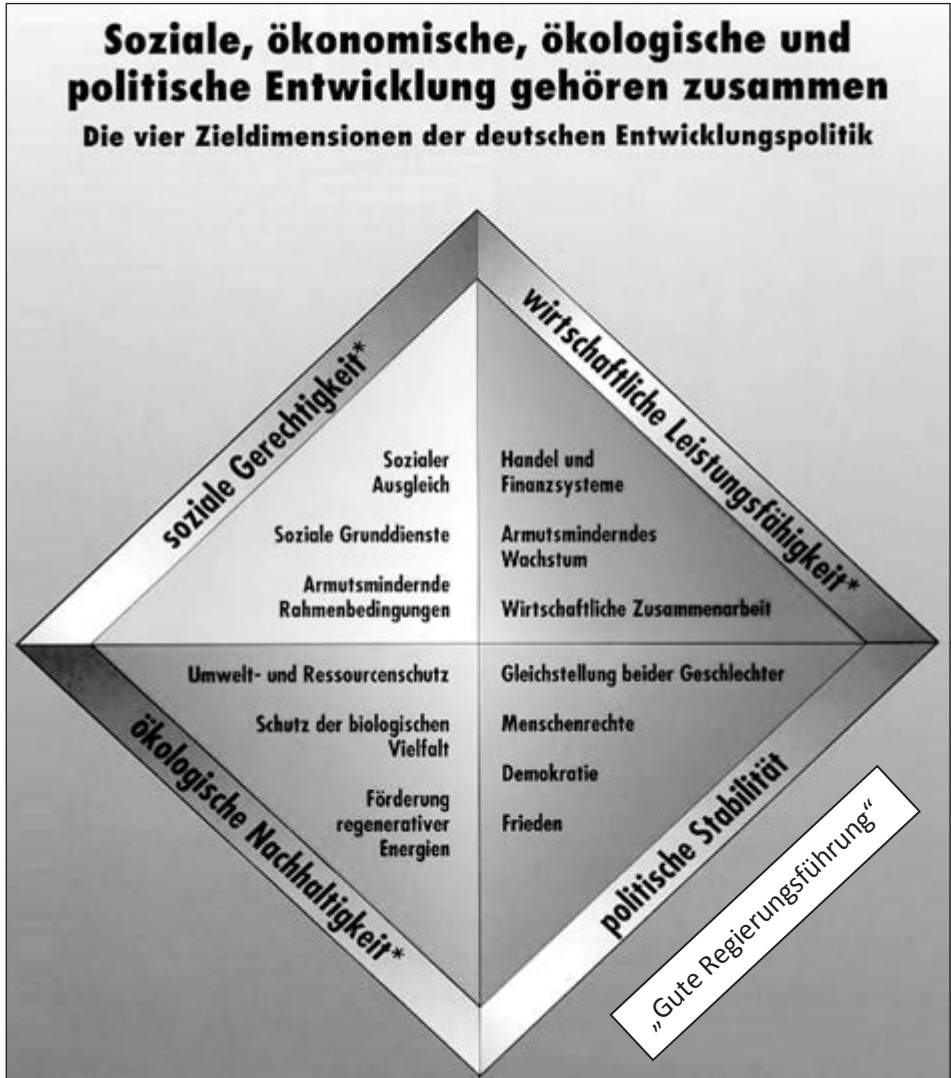 Soziale, ökonomische, ökologische und
politische Entwicklung gehören zusammen
Die vier Zieldimensionen der deutschen Entwicklungspolitik
soziale Gerechtigkeit*
wirtschaftliche Leistungsfähigkeit*
Sozialer
Ausgleich
Soziale Grunddienste
Armutsmindernde
Rahmenbedingungen
Handel und
Finanzsysteme
Armutsminderndes
Wachstum
Wirtschaftliche Zusammenarbeit
Umwelt- und Ressourcenschutz
Schutz der biologischen
Vielfalt
Förderung
regenerativer
Energien
Gleichstellung beider Geschlechter
Menschenrechte
Demokratie
Frieden
ökologische Nachhaltigkeit*
politische Stabilität
„Gute Regierungsführung“